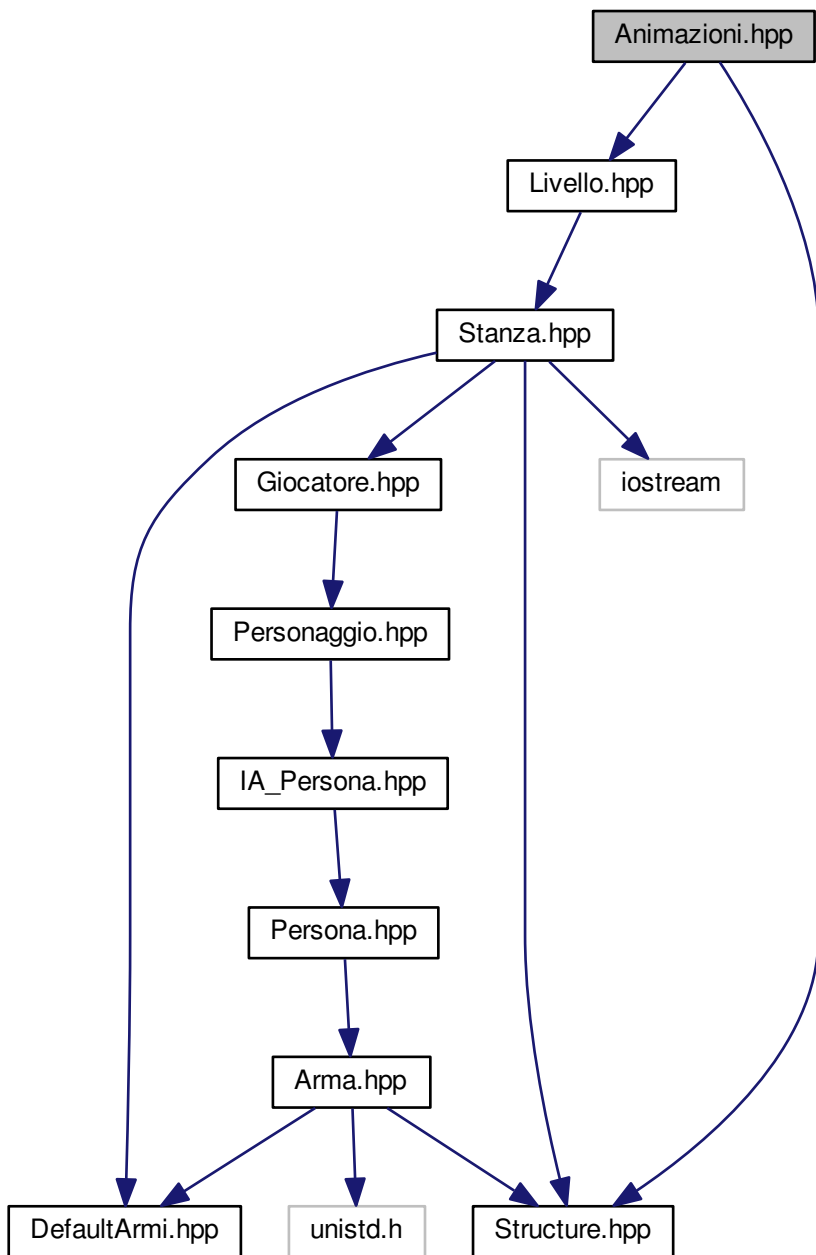 Animazioni.hpp
Livello.hpp
Stanza.hpp
Giocatore.hpp
iostream
Personaggio.hpp
IA_Persona.hpp
Persona.hpp
Arma.hpp
DefaultArmi.hpp
unistd.h
Structure.hpp